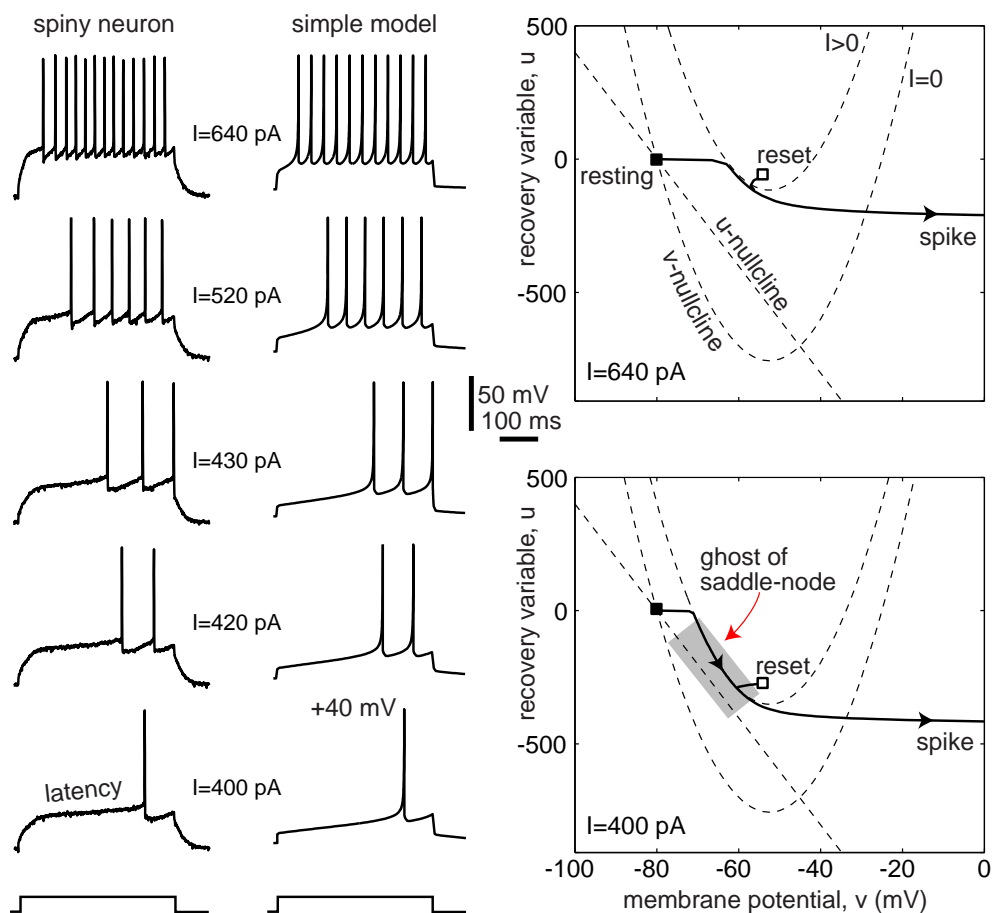 spiny neuron
simple model
I=640 pA
I=520 pA
50 mV
100 ms
I=430 pA
I=420 pA
+40 mV
latency
I=400 pA
500
0
-500
recovery variable, u
I>0
I=0
reset
resting
spike
u-nullcline
v-nullcline
I=640 pA
500
0
-500
recovery variable, u
ghost of
saddle-node
reset
spike
I=400 pA
-100
-80
-60
-40
-20
0
membrane potential, v (mV)